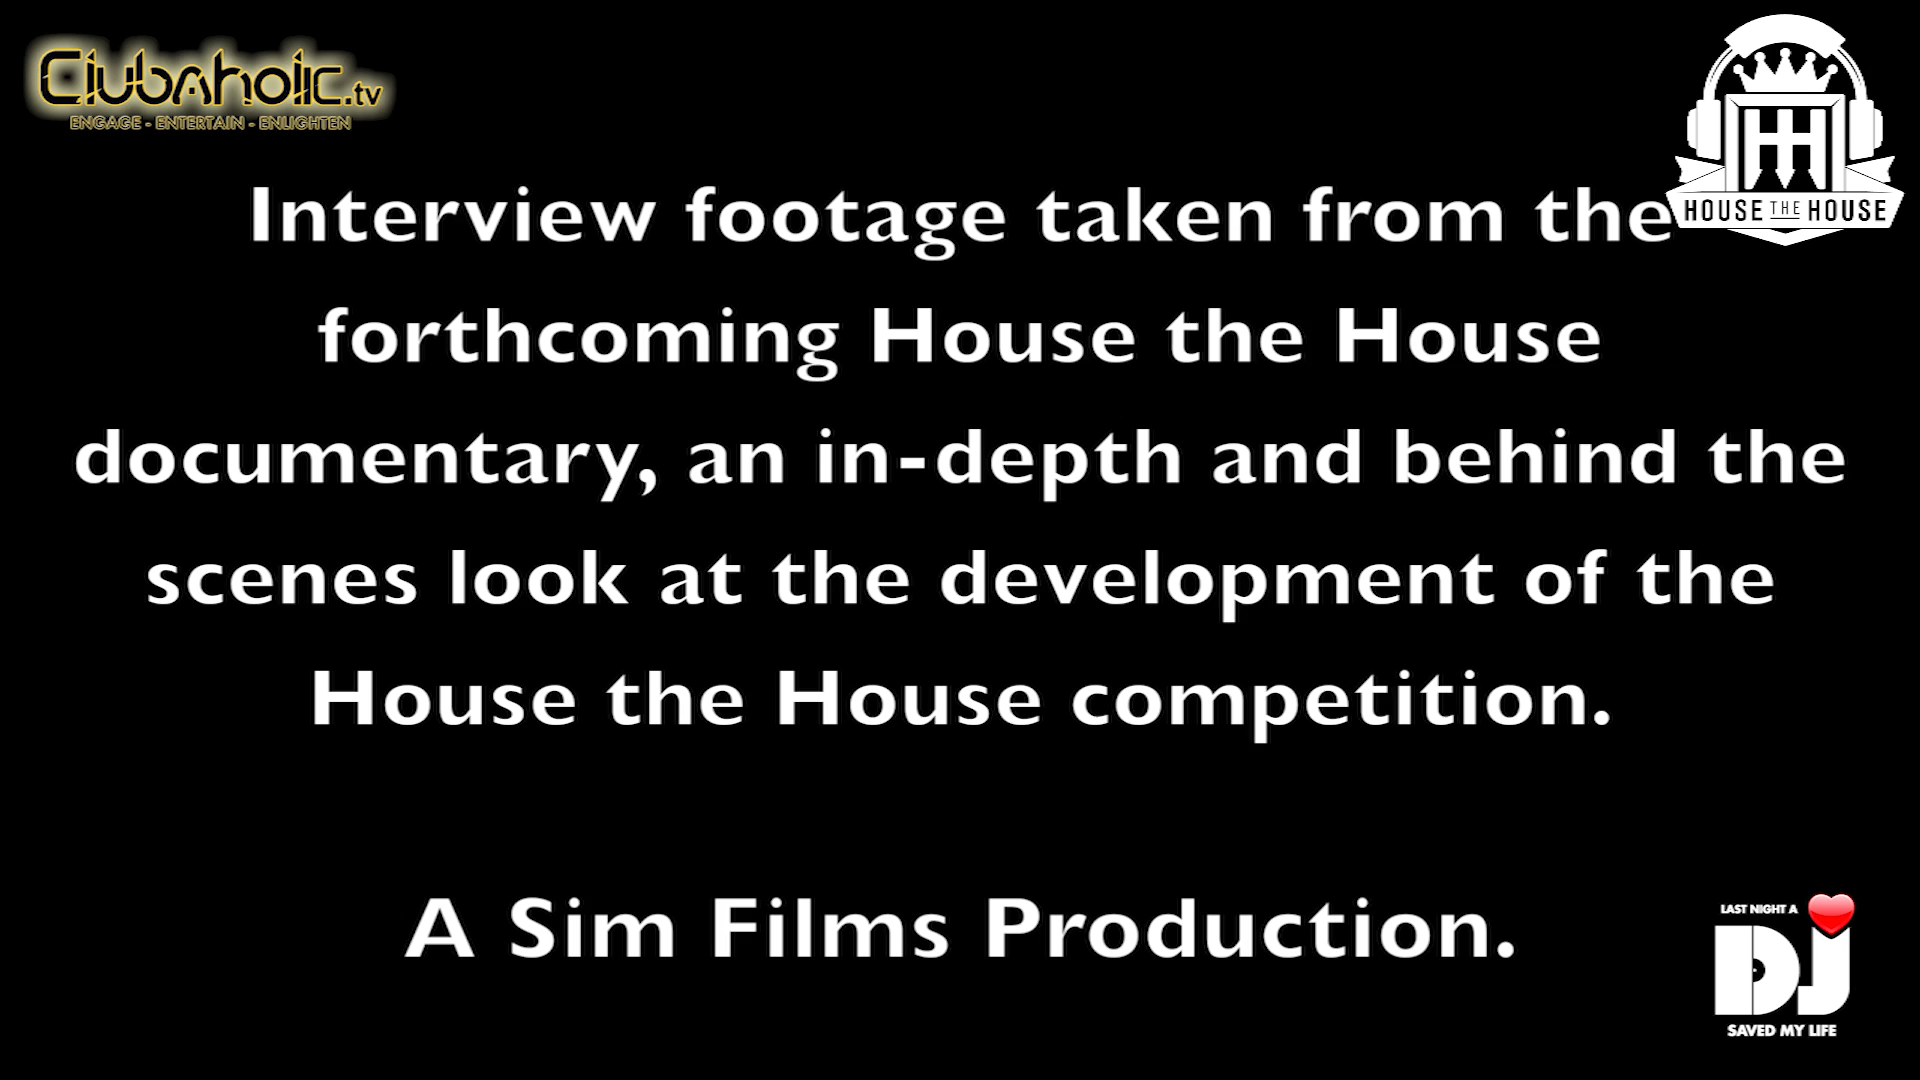 Clubaholic.tv
ENGAGE - ENTERTAIN - ENLIGHTEN
HH
HOUSE THE HOUSE
Interview footage taken from the
forthcoming House the House
documentary, an in-depth and behind the
scenes look at the development of the
House the House competition.
A Sim Films Production.
LAST NIGHT A
DJ
SAVED MY LIFE